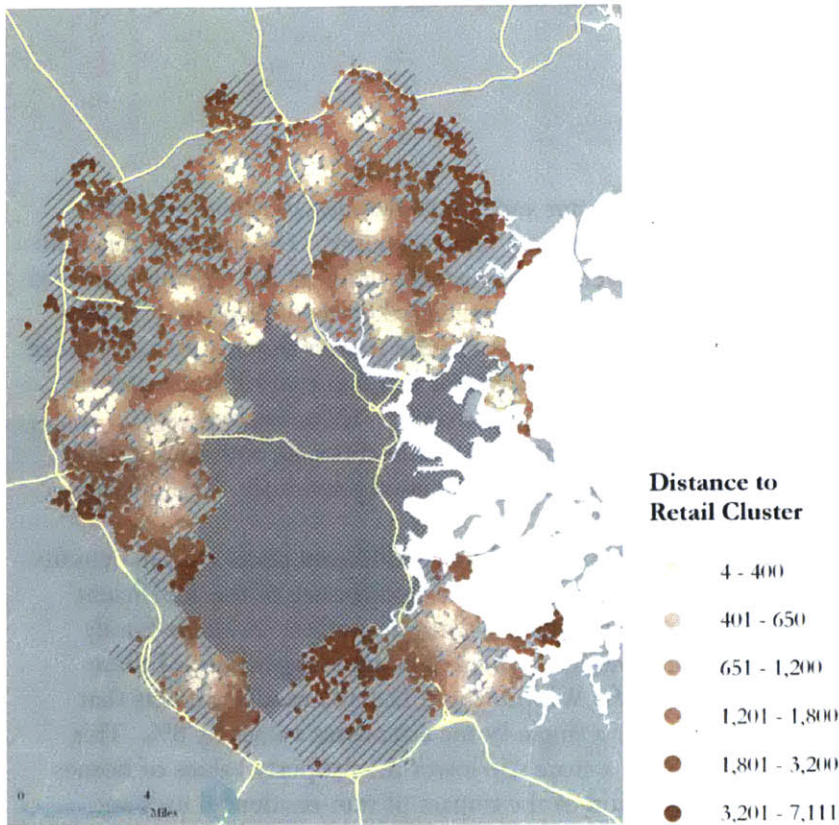 Distance to
Retail Cluster
4 - 400
401 - 650
651 - 1,200
1,201 - 1,800
1,801 - 3,200
3,201 - 7,111
0 4
Miles